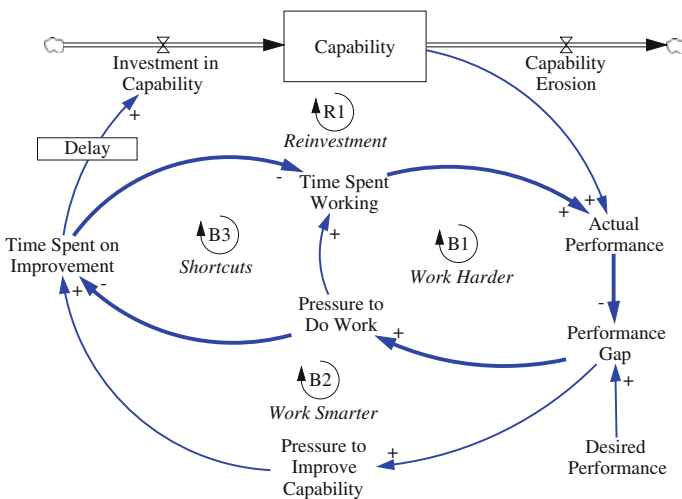 Capability
Investment in
Capability
Capability
Erosion
+
Delay
R1
Reinvestment
-
Time Spent
Working
+
+
+
Actual
Performance
Time Spent on
Improvement
B3
Shortcuts
B1
Work Harder
+
-
Pressure to
Do Work
+
-
Performance
Gap
+
B2
Work Smarter
+
Pressure to
Improve
Capability
+
Desired
Performance